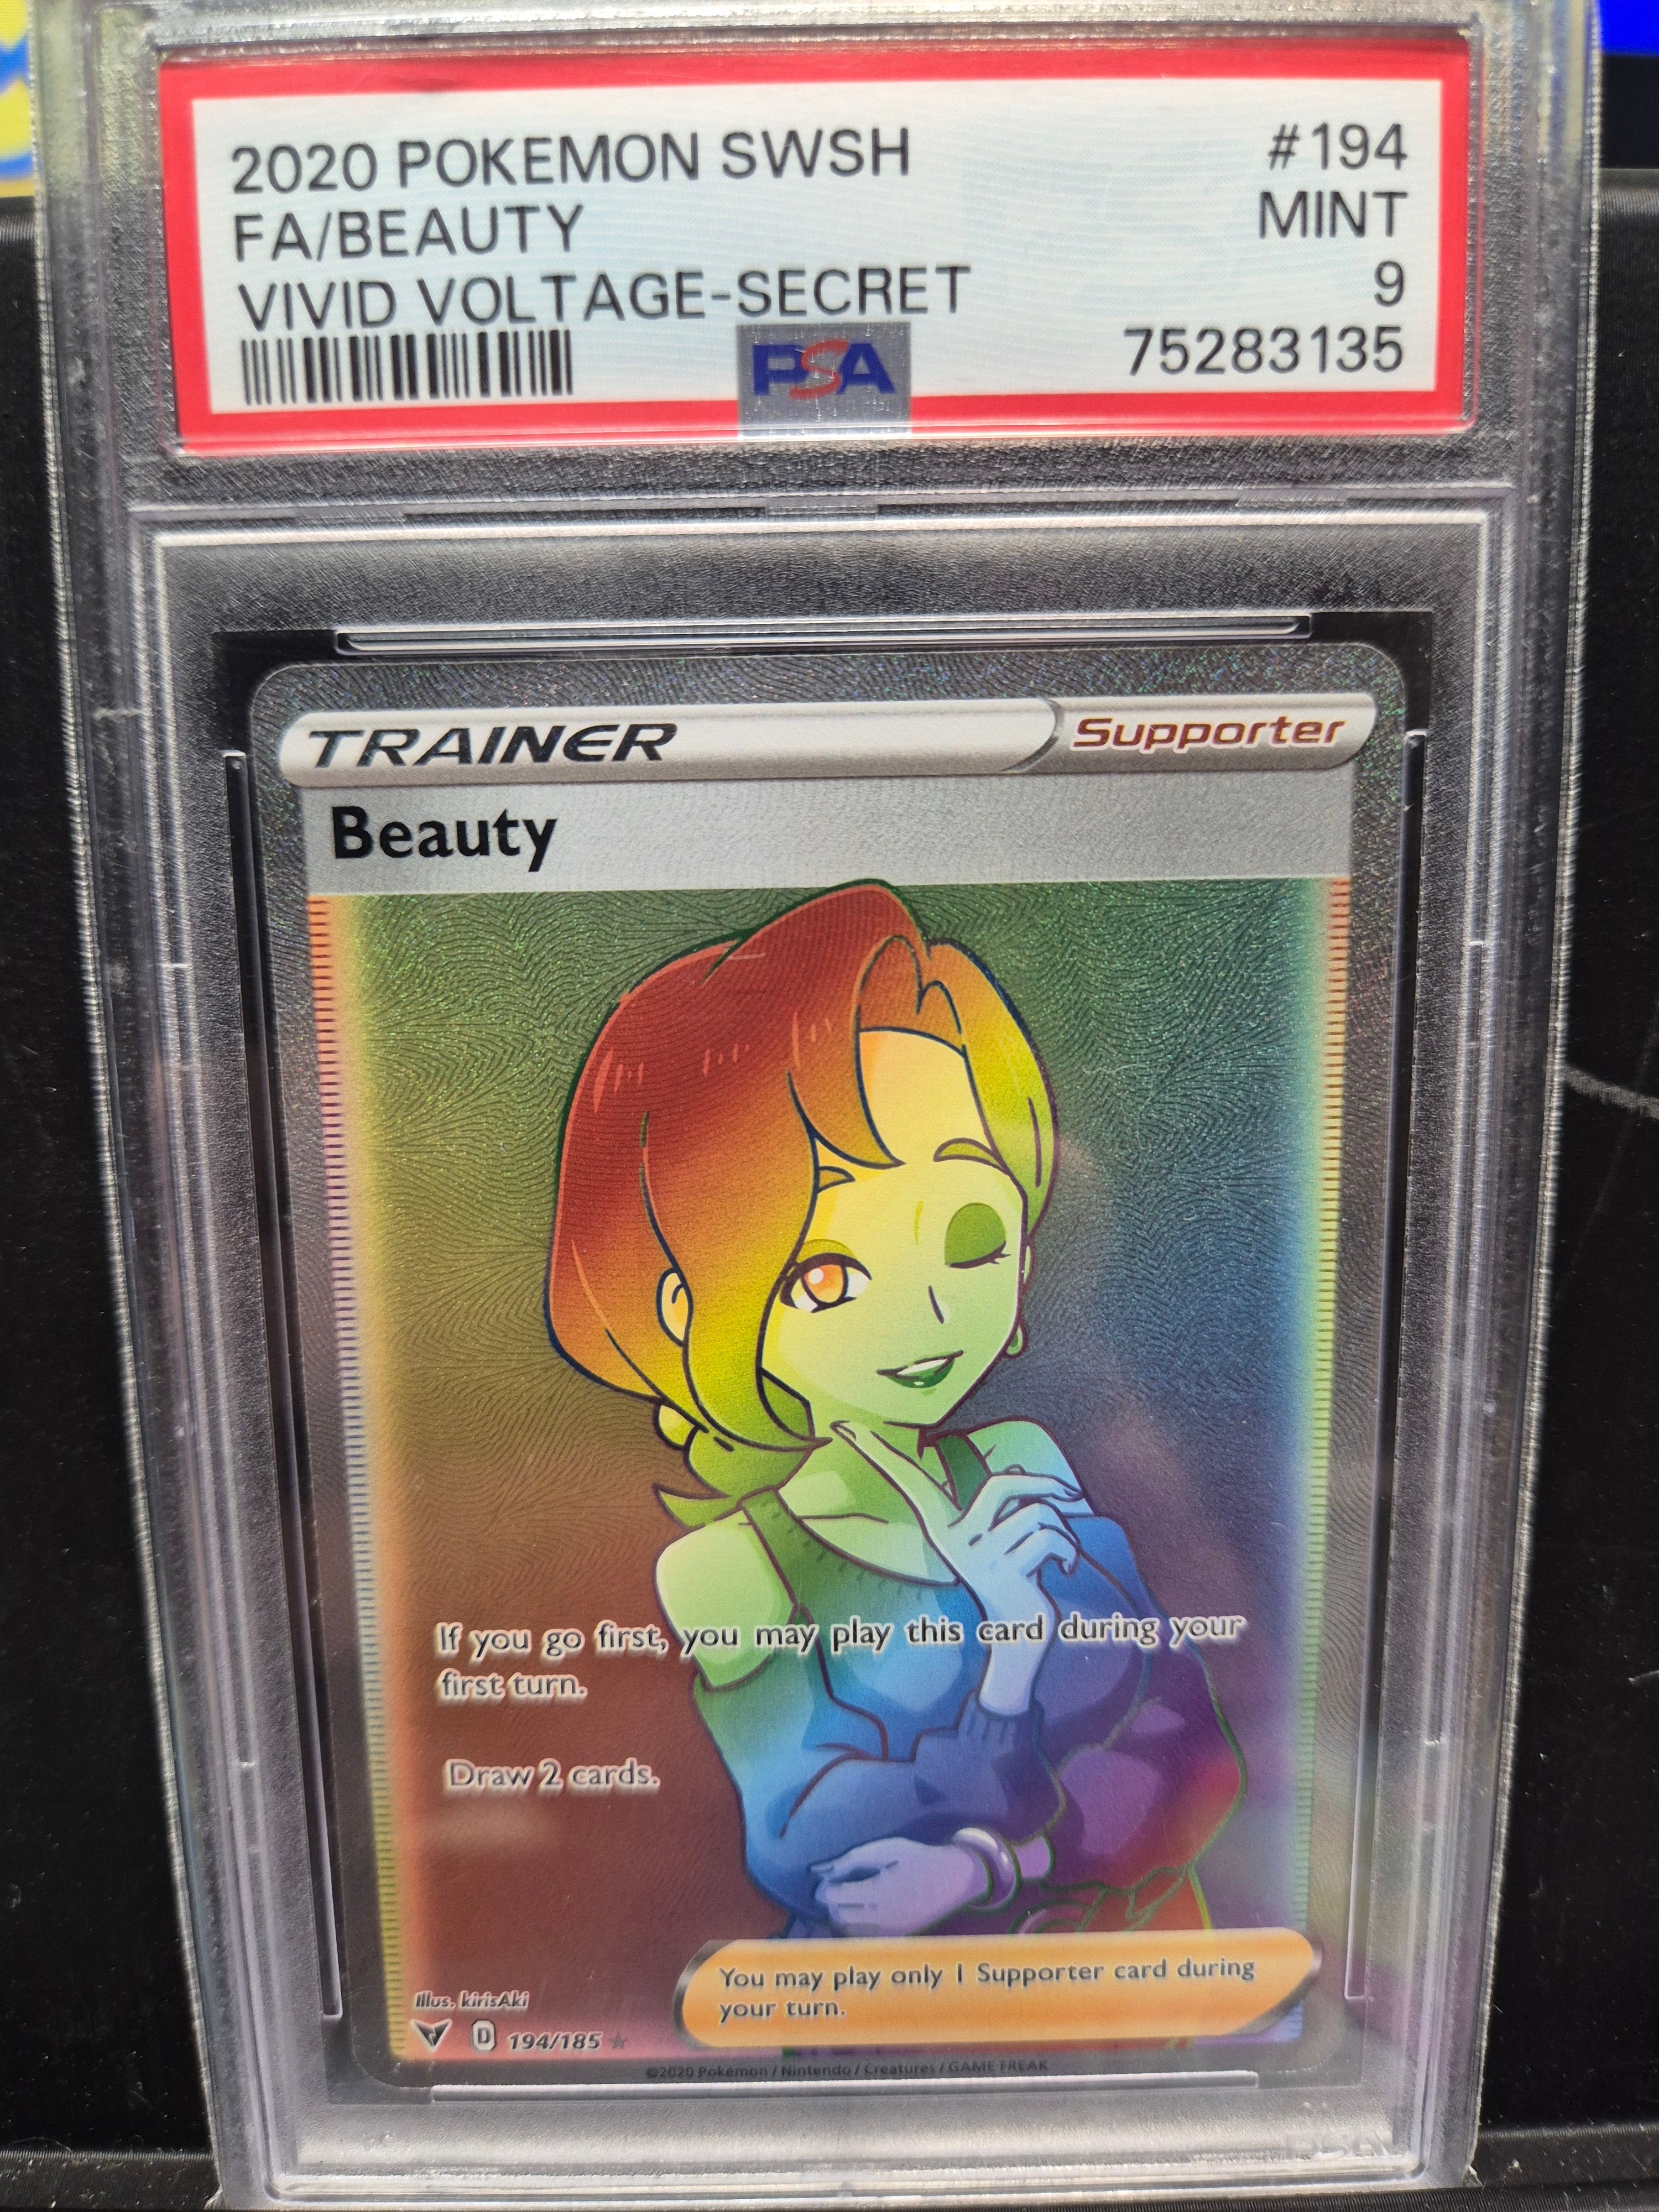 2020 POKEMON SWSH #194
FA/BEAUTY MINT
VIVID VOLTAGE-SECRET 9
PSA 75283135
TRAINER Supporter
Beauty
If you go first, you may play this card during your
first turn.
Draw 2 cards.
You may play only 1 Supporter card during
your turn.
Illus. kirisAki
D 194/185
©2020 Pokémon / Nintendo / Creatures / GAME FREAK